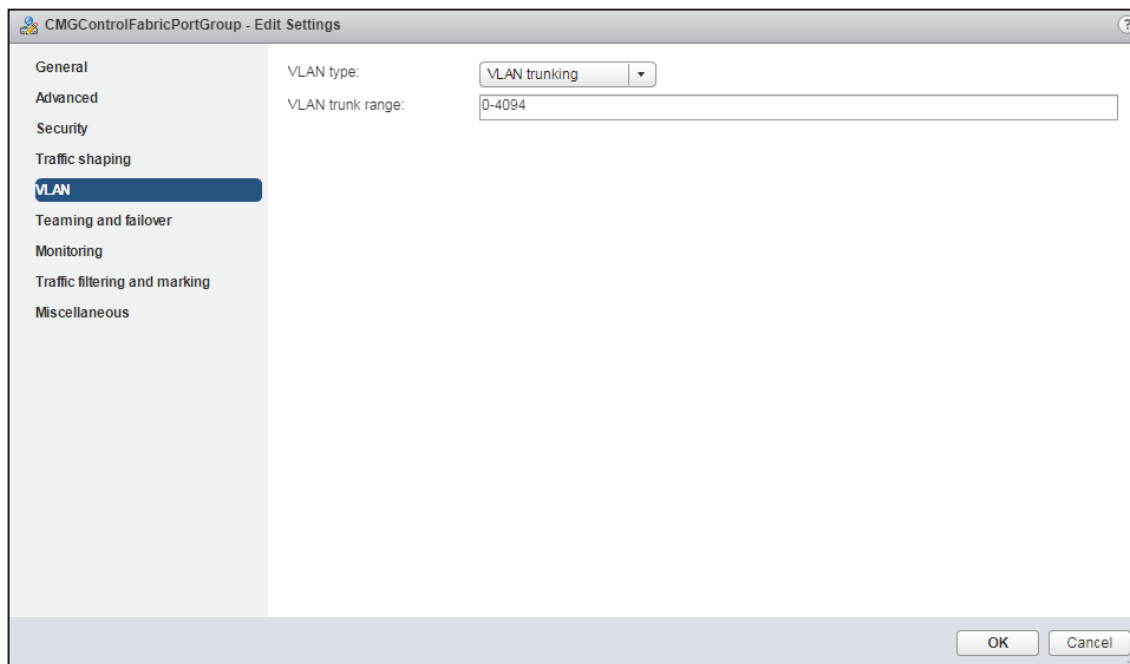 CMGControlFabricPortGroup - Edit Settings
?
General
Advanced
Security
Traffic shaping
VLAN
Teaming and failover
Monitoring
Traffic filtering and marking
Miscellaneous
VLAN type: VLAN trunking
VLAN trunk range: 0-4094
OK Cancel